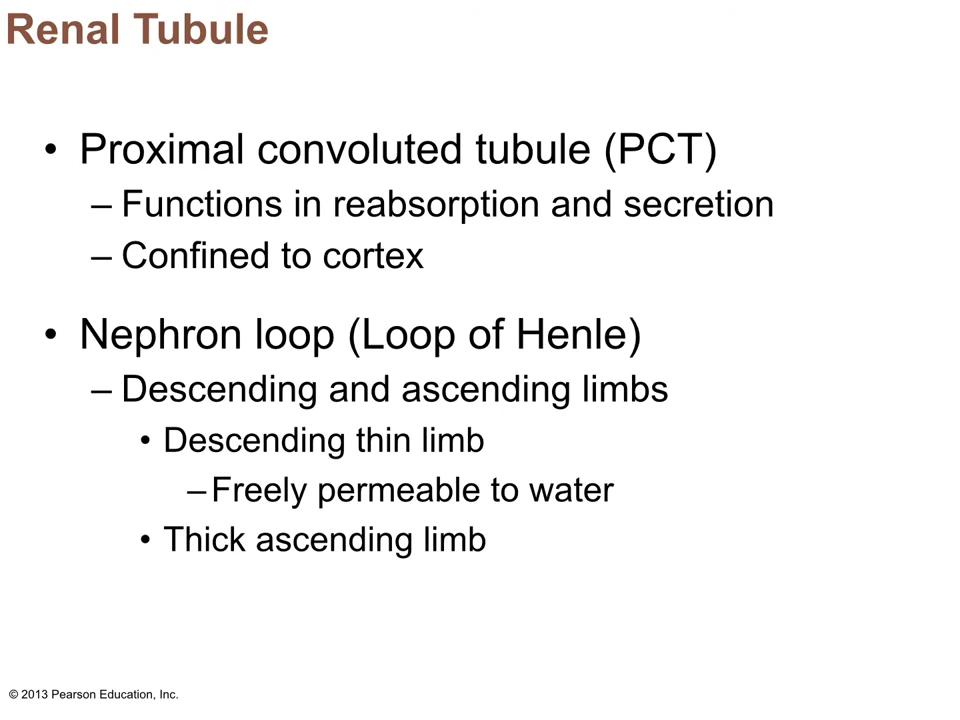 Renal Tubule
• Proximal convoluted tubule (PCT)
– Functions in reabsorption and secretion
– Confined to cortex
• Nephron loop (Loop of Henle)
– Descending and ascending limbs
• Descending thin limb
– Freely permeable to water
• Thick ascending limb
© 2013 Pearson Education, Inc.